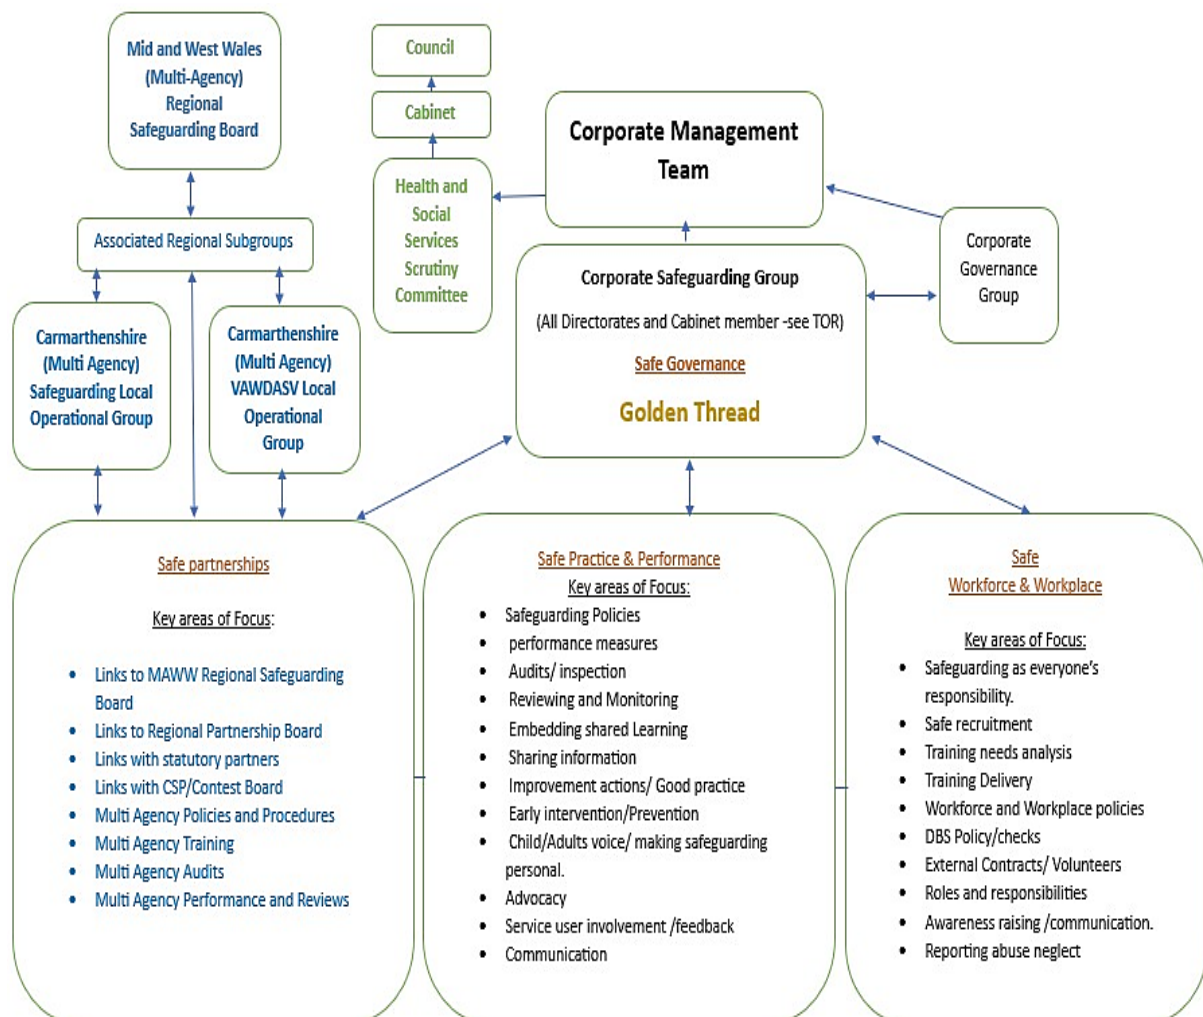 Mid and West Wales
(Multi-Agency)
Regional
Safeguarding Board
Council
Cabinet
Health and
Social
Services
Scrutiny
Committee
Corporate Management
Team
Corporate
Governance
Group
Associated Regional Subgroups
Carmarthenshire
(Multi Agency)
Safeguarding Local
Operational Group
Carmarthenshire
(Multi Agency)
VAWDASV Local
Operational
Group
Corporate Safeguarding Group
(All Directorates and Cabinet member -see TOR)
Safe Governance
Golden Thread
Safe partnerships
Key areas of Focus:
• Links to MAWW Regional Safeguarding
Board
• Links to Regional Partnership Board
• Links with statutory partners
• Links with CSP/Contest Board
• Multi Agency Policies and Procedures
• Multi Agency Training
• Multi Agency Audits
• Multi Agency Performance and Reviews
Safe Practice & Performance
Key areas of Focus:
• Safeguarding Policies
• performance measures
• Audits/ inspection
• Reviewing and Monitoring
• Embedding shared Learning
• Sharing information
• Improvement actions/ Good practice
• Early intervention/Prevention
• Child/Adults voice/ making safeguarding
personal.
• Advocacy
• Service user involvement /feedback
• Communication
Safe
Workforce & Workplace
Key areas of Focus:
• Safeguarding as everyone's
responsibility.
• Safe recruitment
• Training needs analysis
• Training Delivery
• Workforce and Workplace policies
• DBS Policy/checks
• External Contracts/ Volunteers
• Roles and responsibilities
• Awareness raising /communication.
• Reporting abuse neglect